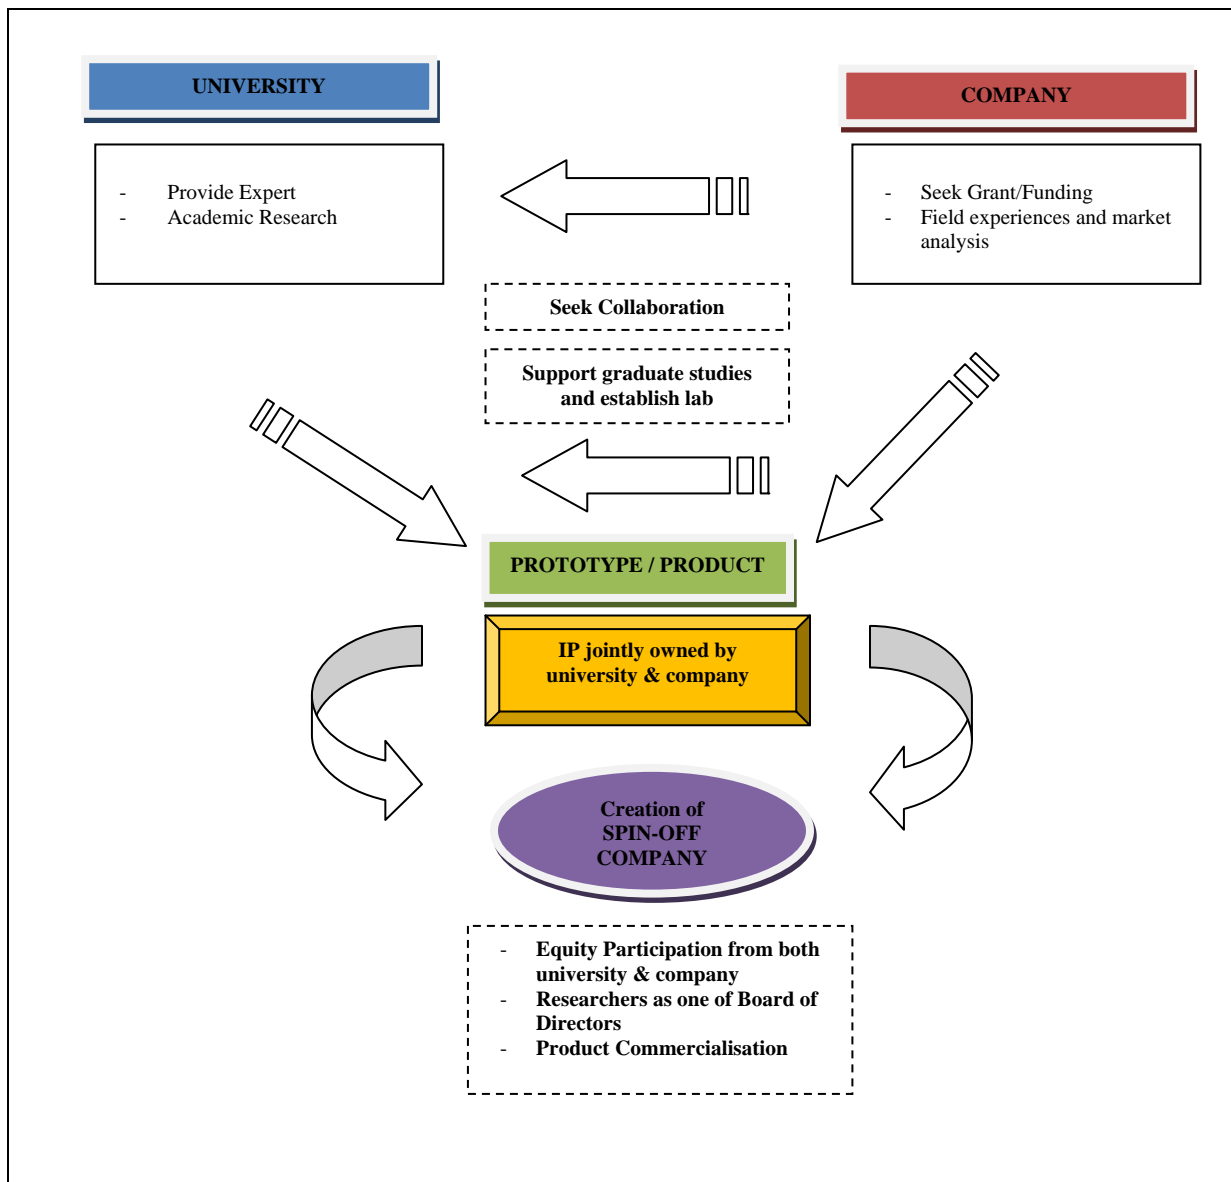 UNIVERSITY
COMPANY
- Provide Expert
- Academic Research
- Seek Grant/Funding
- Field experiences and market
analysis
Seek Collaboration
Support graduate studies
and establish lab
PROTOTYPE / PRODUCT
IP jointly owned by
university & company
Creation of
SPIN-OFF
COMPANY
- Equity Participation from both
university & company
- Researchers as one of Board of
Directors
- Product Commercialisation